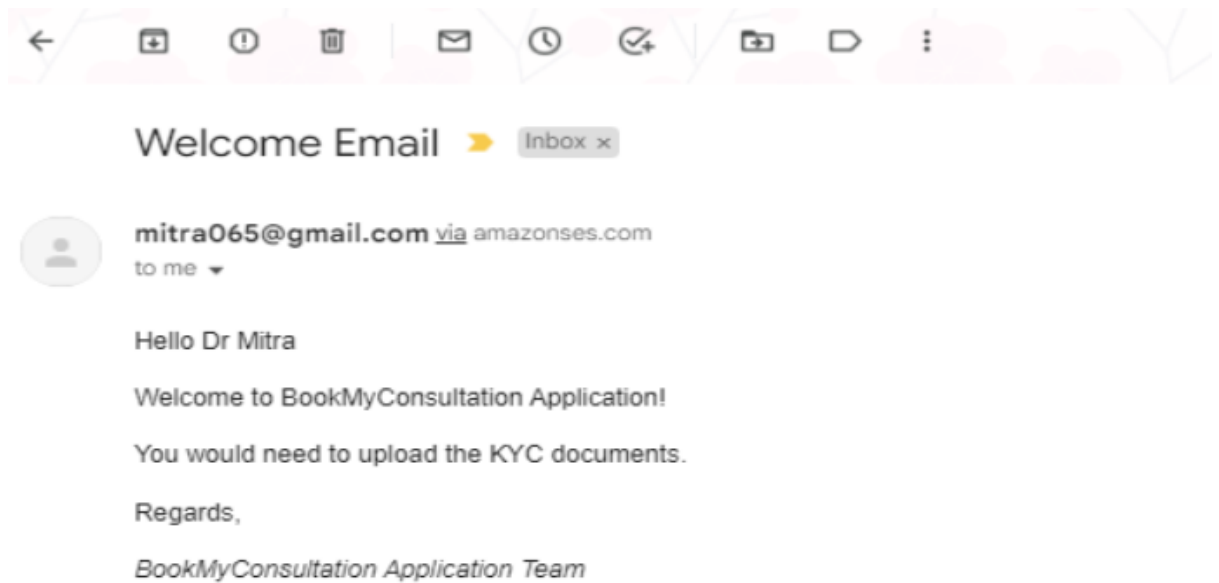 Welcome Email Inbox ×
mitra065@gmail.com via amazonses.com
to me
Hello Dr Mitra
Welcome to BookMyConsultation Application!
You would need to upload the KYC documents.
Regards,
BookMyConsultation Application Team